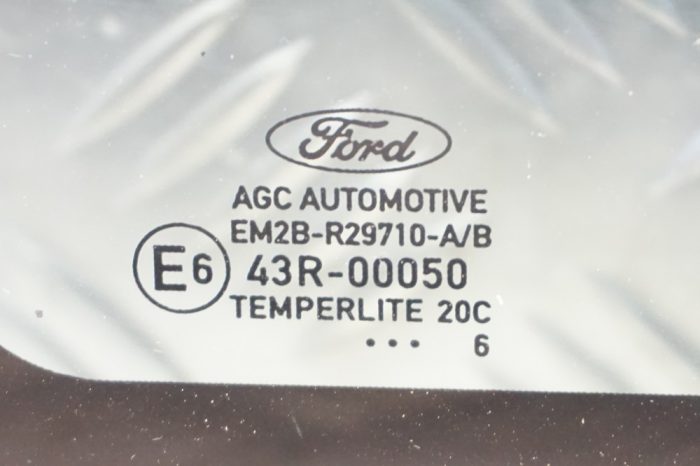 Ford
AGC AUTOMOTIVE
EM2B-R29710-A/B
E6 43R-00050
TEMPERLITE 20C
... 6